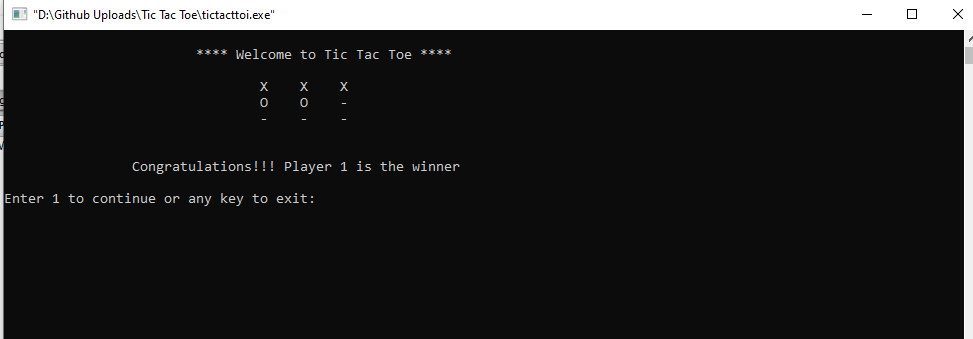 "D:\Github Uploads\Tic Tac Toe\tictacttoi.exe"
**** Welcome to Tic Tac Toe ****
X X X
O O -
- - -
Congratulations!!! Player 1 is the winner
Enter 1 to continue or any key to exit: